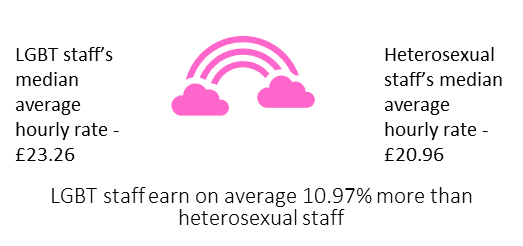 LGBT staff's
median
average
hourly rate -
£23.26
Heterosexual
staff's median
average
hourly rate -
£20.96
LGBT staff earn on average 10.97% more than
heterosexual staff